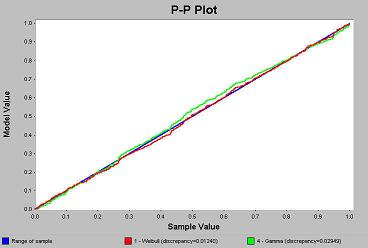 P-P Plot
Model Value
1.0
0.9
0.8
0.7
0.6
0.5
0.4
0.3
0.2
0.1
0.0
0.0 0.1 0.2 0.3 0.4 0.5 0.6 0.7 0.8 0.9 1.0
Sample Value
Range of sample 1 - Weibull (discrepancy=0.01240) 4 - Gamma (discrepancy=0.02949)